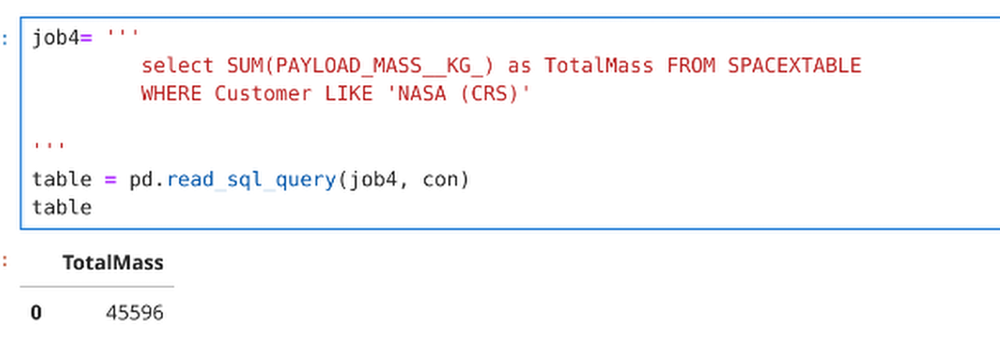 : job4= '''
select SUM(PAYLOAD_MASS__KG_) as TotalMass FROM SPACEXTABLE
WHERE Customer LIKE 'NASA (CRS)'
'''
table = pd.read_sql_query(job4, con)
table
: TotalMass
0 45596